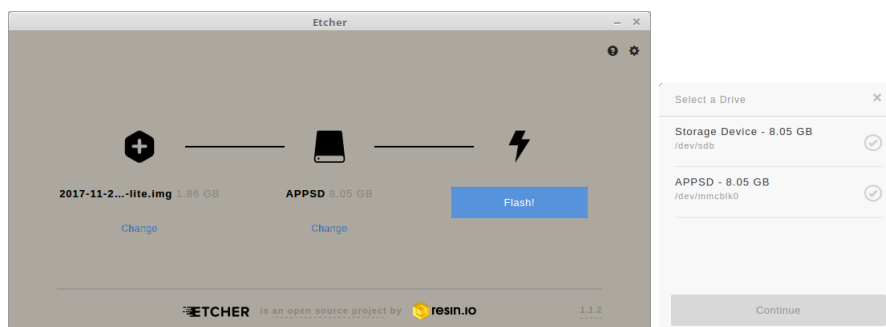 Etcher
2017-11-2...-lite.img 1.86 GB
APPSD 8.05 GB
Flash!
Change
Change
ETCHER is an open source project by resin.io 1.1.2
Select a Drive
Storage Device - 8.05 GB
/dev/sdb
APPSD - 8.05 GB
/dev/mmcblk0
Continue